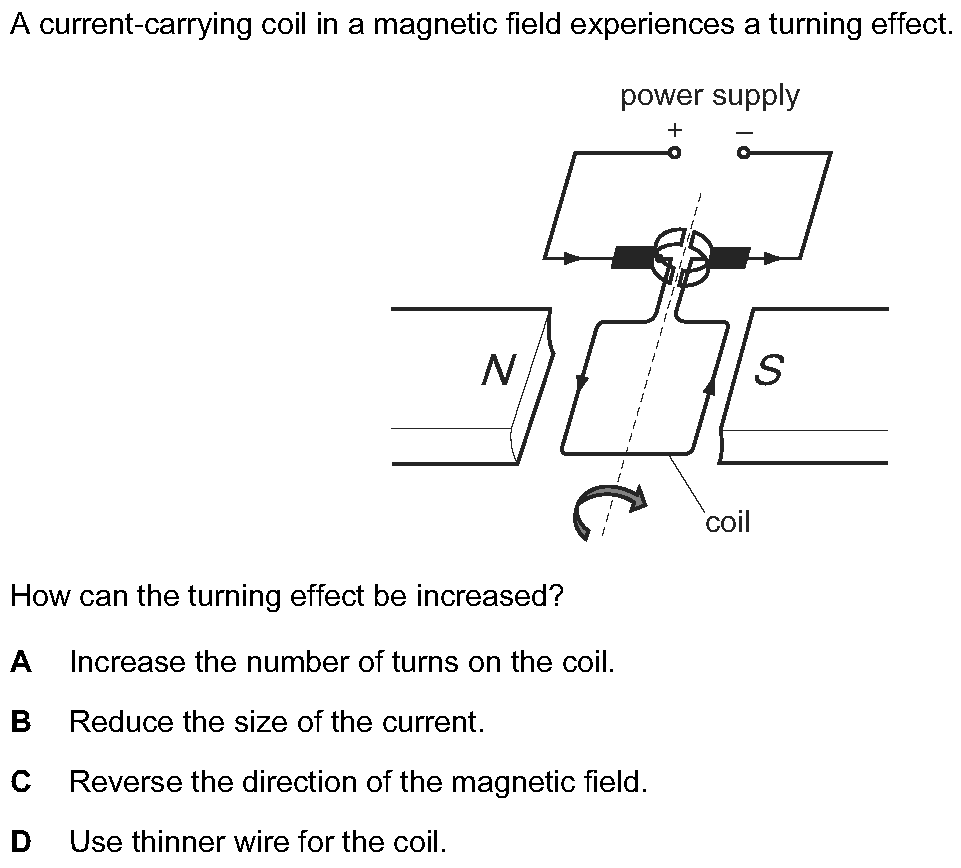 A current-carrying coil in a magnetic field experiences a turning effect.
power supply
+ –
N S
coil
How can the turning effect be increased?
A Increase the number of turns on the coil.
B Reduce the size of the current.
C Reverse the direction of the magnetic field.
D Use thinner wire for the coil.